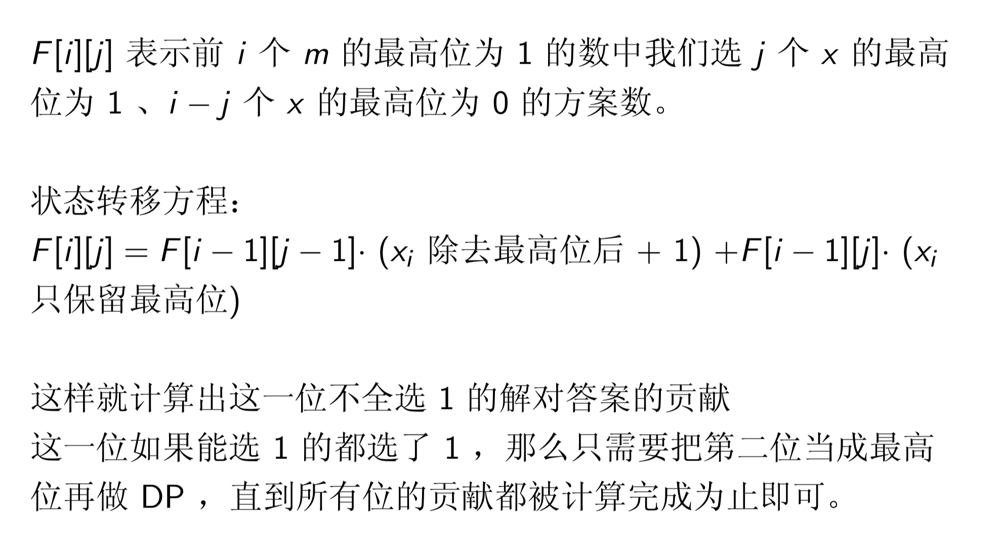 F[i][j] 表示前 i 个 m 的最高位为 1 的数中我们选 j 个 x 的最高
位为 1 、i − j 个 x 的最高位为 0 的方案数。
状态转移方程：
F[i][j] = F[i − 1][j − 1]· (xᵢ 除去最高位后 + 1) +F[i − 1][j]· (xᵢ
只保留最高位)
这样就计算出这一位不全选 1 的解对答案的贡献
这一位如果能选 1 的都选了 1 ，那么只需要把第二位当成最高
位再做 DP ，直到所有位的贡献都被计算完成为止即可。